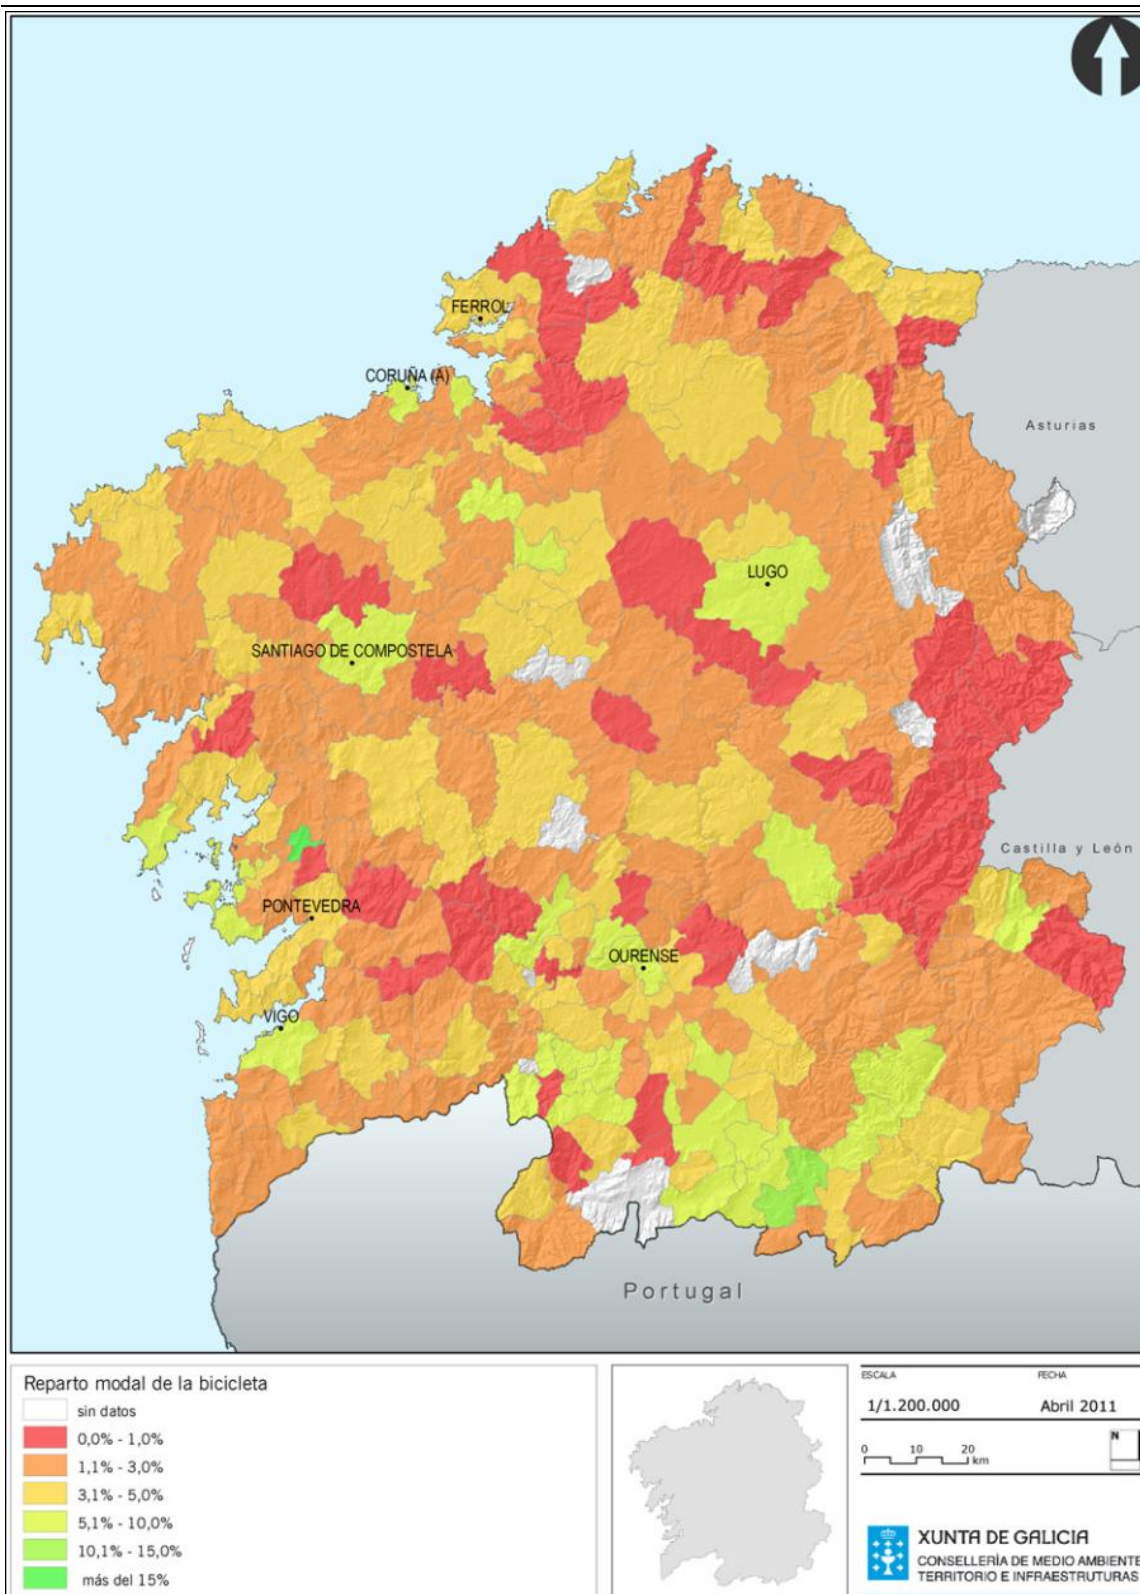 FERROL
CORUÑA (A)
Asturias
LUGO
SANTIAGO DE COMPOSTELA
Castilla y León
PONTEVEDRA
OURENSE
VIGO
Portugal
Reparto modal de la bicicleta
sin datos
0,0% - 1,0%
1,1% - 3,0%
3,1% - 5,0%
5,1% - 10,0%
10,1% - 15,0%
más del 15%
ESCALA
FECHA
1/1.200.000
Abril 2011
0 10 20
km
N
XUNTA DE GALICIA
CONSELLERÍA DE MEDIO AMBIENTE
TERRITORIO E INFRAESTRUTURAS